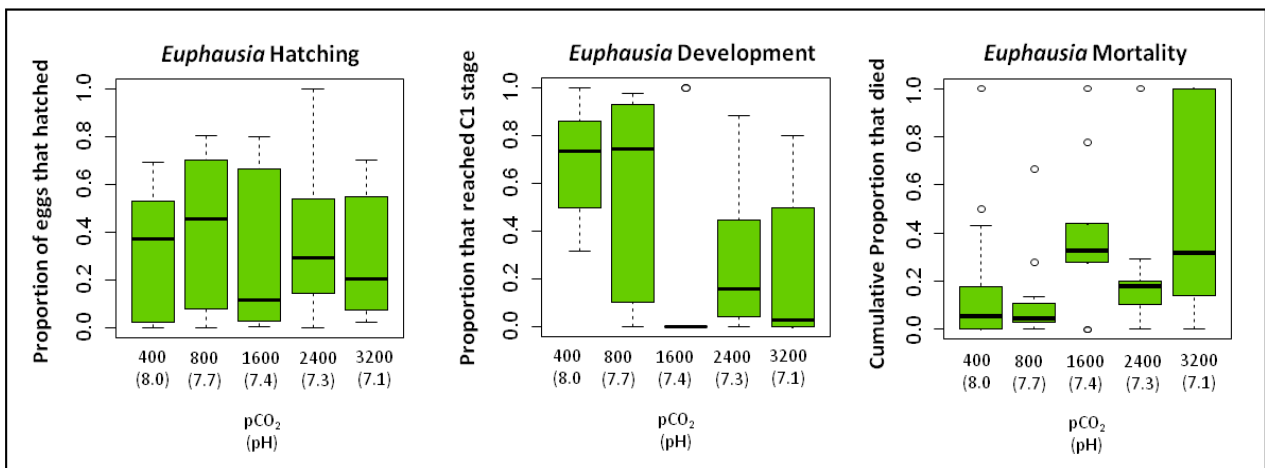 Euphausia Hatching
Proportion of eggs that hatched
1.0
0.8
0.6
0.4
0.2
0.0
400 800 1600 2400 3200
(8.0) (7.7) (7.4) (7.3) (7.1)
pCO₂
(pH)
Euphausia Development
Proportion that reached C1 stage
1.0
0.8
0.6
0.4
0.2
0.0
400 800 1600 2400 3200
(8.0 (7.7) (7.4) (7.3) (7.1)
pCO₂
(pH)
Euphausia Mortality
Cumulative Proportion that died
1.0
0.8
0.6
0.4
0.2
0.0
400 800 1600 2400 3200
(8.0 (7.7) (7.4) (7.3) (7.1)
pCO₂
(pH)